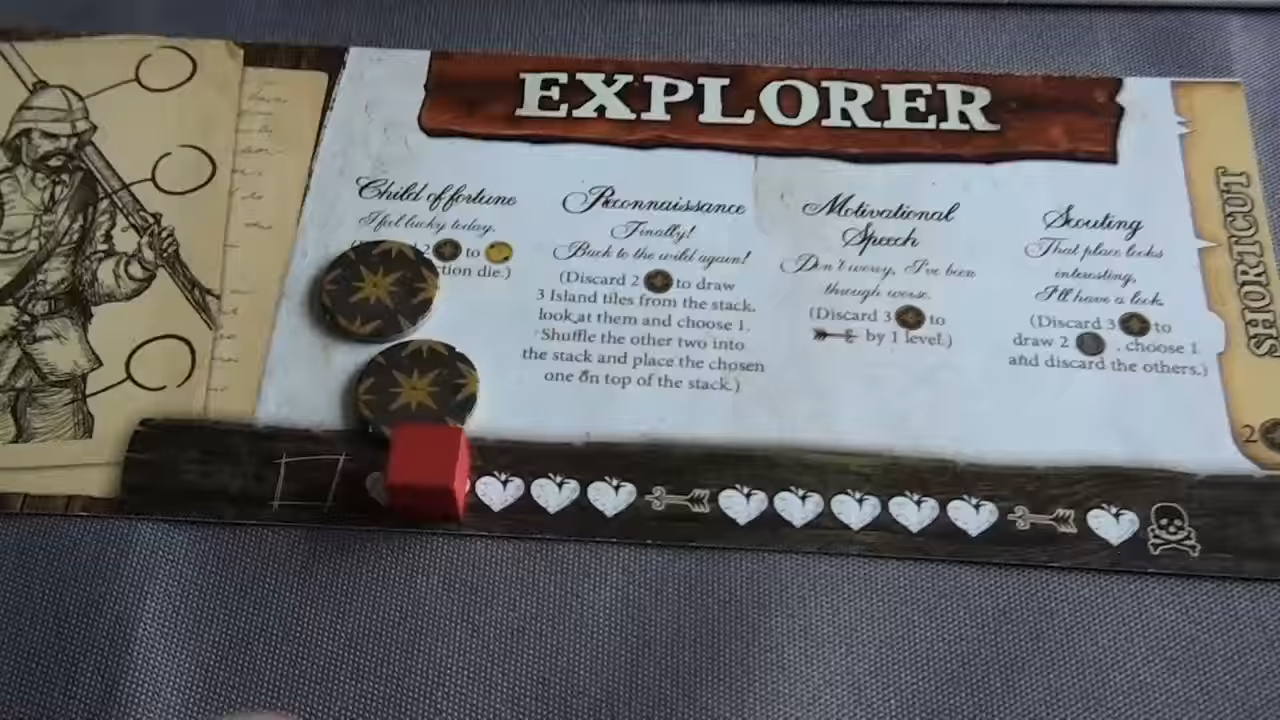 EXPLORER
Child of fortune
I feel lucky today.
2 to
ction die.)
Reconnaissance
Finally!
Back to the wild again!
(Discard 2 to draw
3 Island tiles from the stack.
look at them and choose 1.
Shuffle the other two into
the stack and place the chosen
one on top of the stack.)
Motivational
Speech
Don't worry, I've been
through worse.
(Discard 3 to
by 1 level.)
Scouting
That place looks
interesting,
I'll have a look.
(Discard 3 to
draw 2 , choose 1
and discard the others.)
SHORTCUT
2